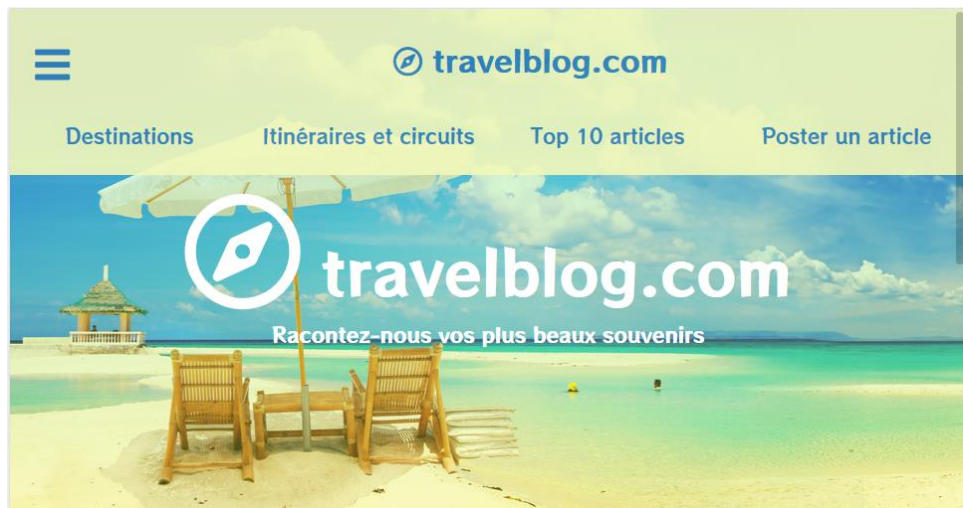 travelblog.com
Destinations Itinéraires et circuits Top 10 articles Poster un article
travelblog.com
Racontez-nous vos plus beaux souvenirs